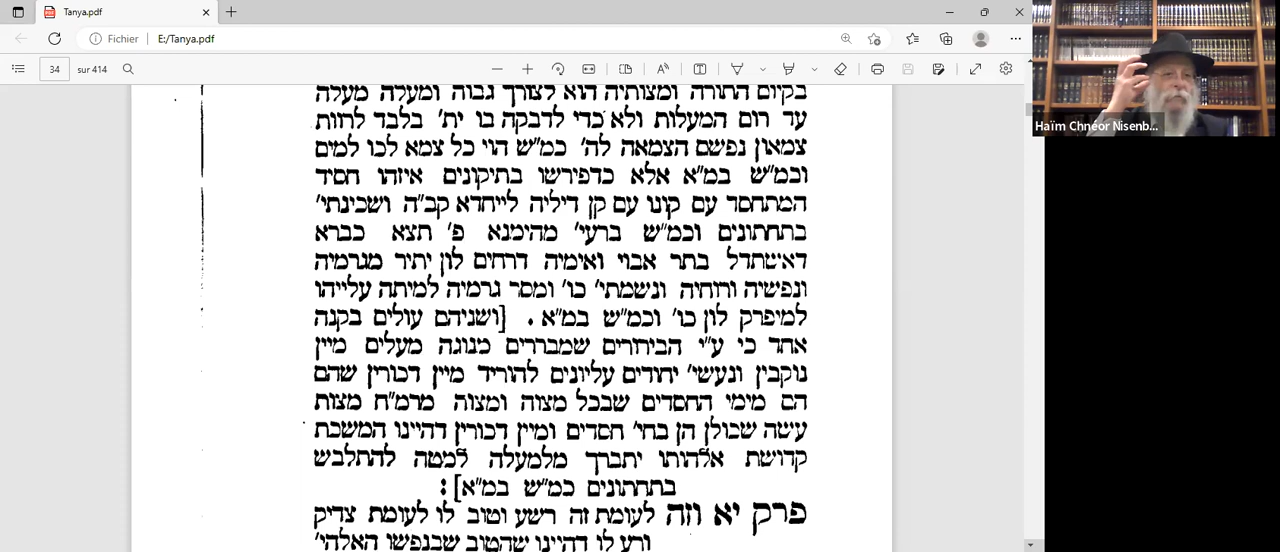 Tanya.pdf
Fichier
E:/Tanya.pdf
34
sur 414
בקיום התורה ומצותיה הוא לצורך גבוה ומעלה מעלה
עד רום המעלות ולא כדי לדבקה בו ית׳ בלבד לרוות
צמאון נפשם הצמאה לה׳ כמ״ש הוי כל צמא לכו למים
וכמ״ש במ״א אלא כדפירשו בתיקונים איזהו חסיד
המתחסד עם קונו עם קן דיליה לייחדא קב״ה ושכינתי׳
בתחתונים וכמ״ש ברעי׳ מהימנא פ׳ תצא כברא
דאשתדל בתר אבוי ואימיה דרחים לון יתיר מגרמיה
ונפשיה ורוחיה ונשמתי׳ כו׳ ומסר גרמיה למיתה עלייהו
למיפרק לון כו׳ וכמ״ש במ״א . [ושניהם עולים בקנה
אחד כי ע״י הבירורים שמבררים מנוגה מעלים מיין
נוקבין ונעשי׳ יחודים עליונים להוריד מיין דכורין שהם
הם מימי החסדים שבכל מצוה ומצוה מרמ״ח מצות
עשה שכולן הן בחי׳ חסדים ומיין דכורין דהיינו המשכת
קדושת אלהותו יתברך מלמעלה למטה להתלבש
בתחתונים כמ״ש במ״א]:
פרק יא וזה לעומת זה רשע וטוב לו לעומת צדיק
ורע לו דהיינו שהטוב שבנפשו האלהי׳
Haïm Chnéor Nisenb...